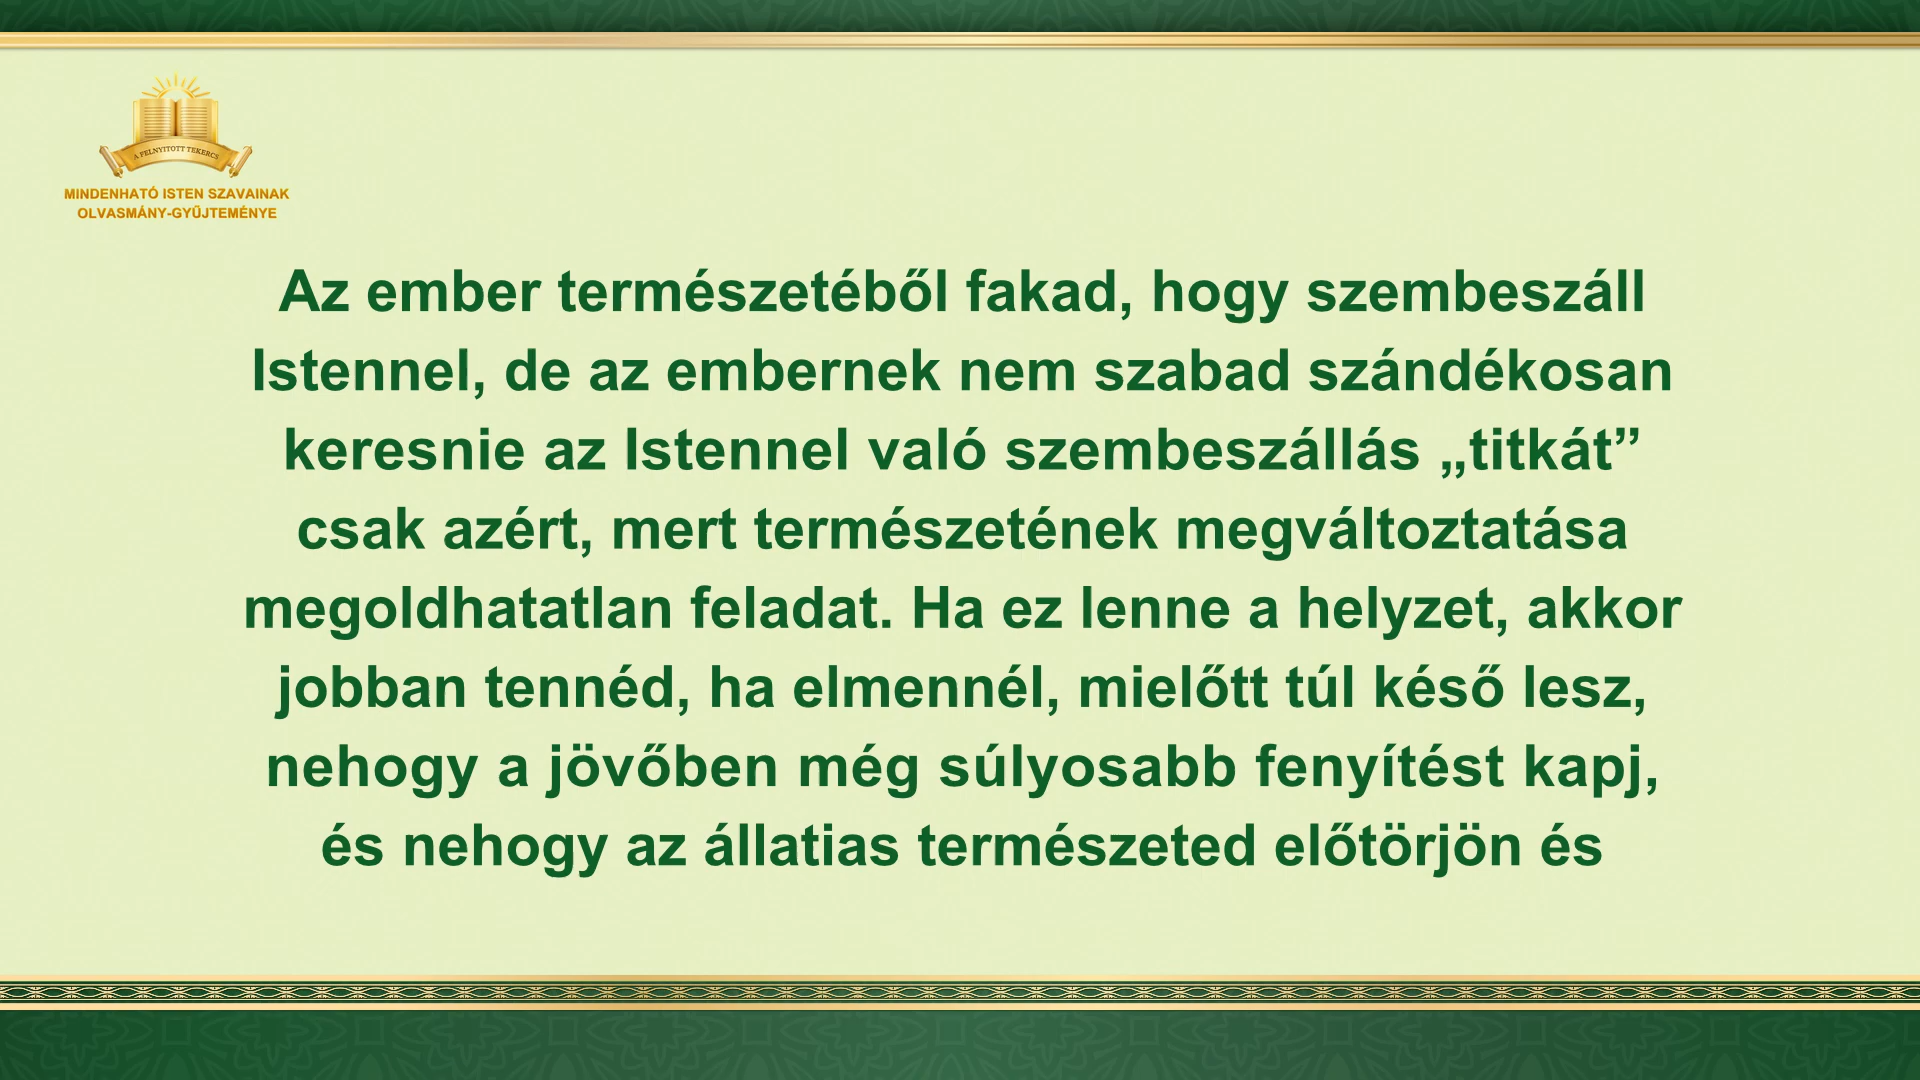 A FELNYITOTT TEKERCS
MINDENHATÓ ISTEN SZAVAINAK
OLVASMÁNY-GYŰJTEMÉNYE
Az ember természetéből fakad, hogy szembeszáll
Istennel, de az embernek nem szabad szándékosan
keresnie az Istennel való szembeszállás „titkát”
csak azért, mert természetének megváltoztatása
megoldhatatlan feladat. Ha ez lenne a helyzet, akkor
jobban tennéd, ha elmennél, mielőtt túl késő lesz,
nehogy a jövőben még súlyosabb fenyítést kapj,
és nehogy az állatias természeted előtörjön és